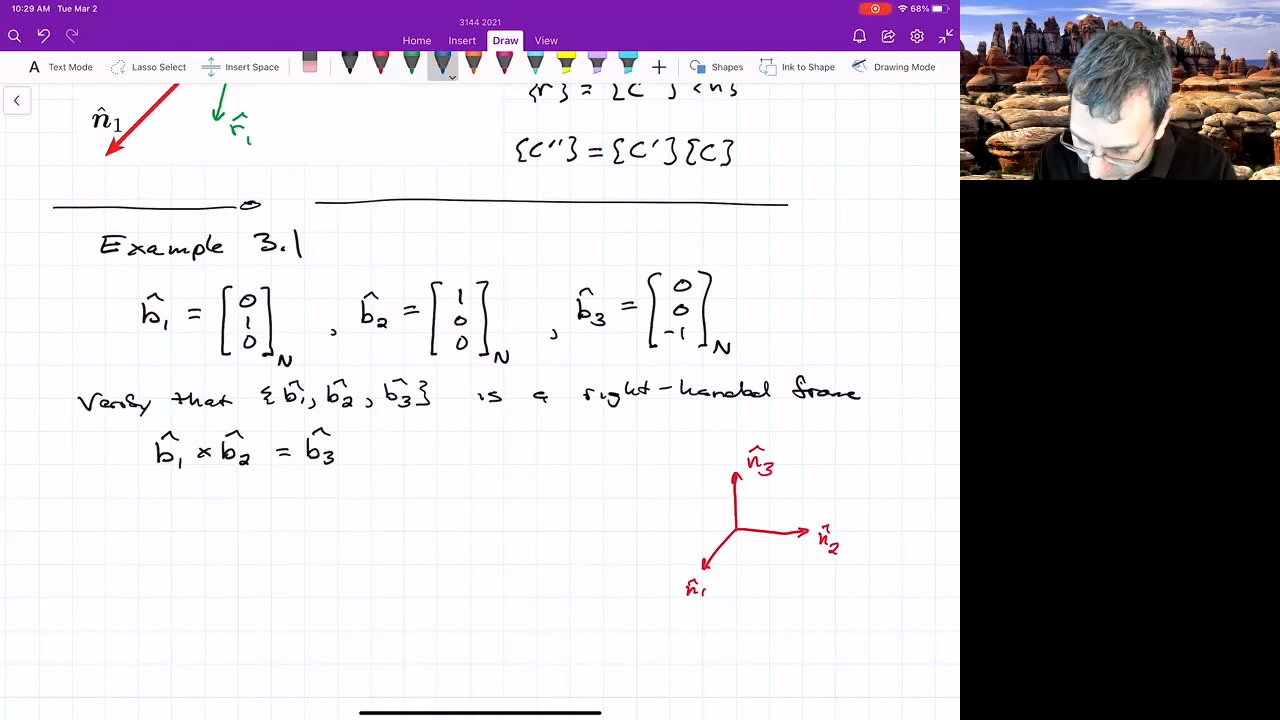 10:29 AM Tue Mar 2
68%
3144 2021
Home Insert Draw View
Text Mode Lasso Select Insert Space Shapes Ink to Shape Drawing Mode
n̂1
r̂1
{r} = [C''] {n}
{C''} = [C'][C]
Example 3.1
b̂1 = [0 1 0]N , b̂2 = [1 0 0]N , b̂3 = [0 0 -1]N
Verify that {b̂1, b̂2, b̂3} is a right-handed frame
b̂1 × b̂2 = b̂3
n̂3
n̂2
n̂1